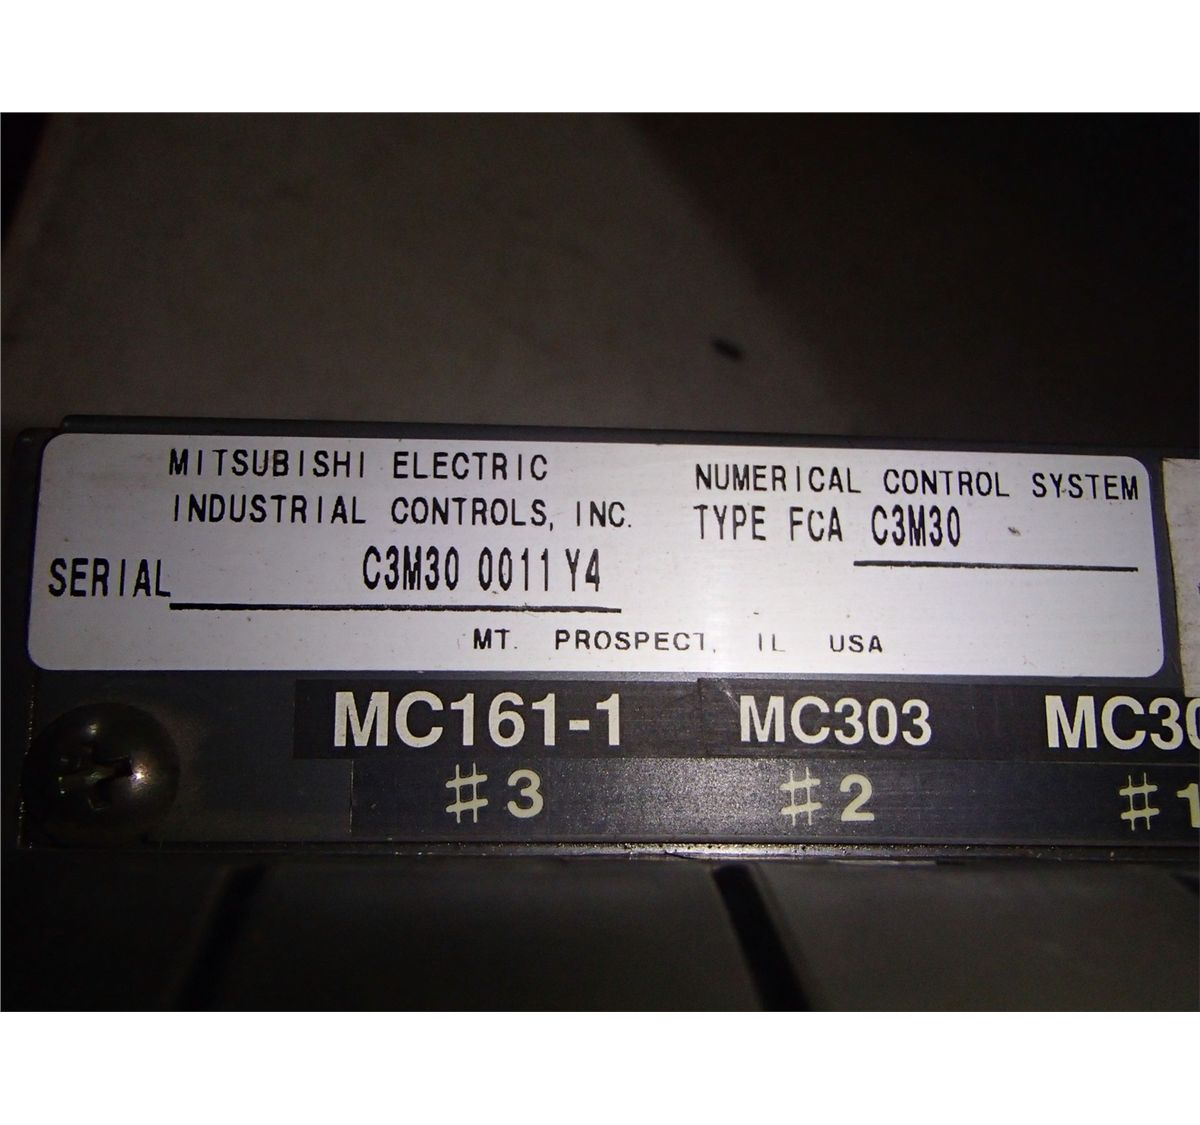 MITSUBISHI ELECTRIC
INDUSTRIAL CONTROLS, INC.
NUMERICAL CONTROL SYSTEM
TYPE FCA C3M30
SERIAL C3M30 0011 Y4
MT. PROSPECT, IL USA
MC161-1 MC303
#3 #2 #1